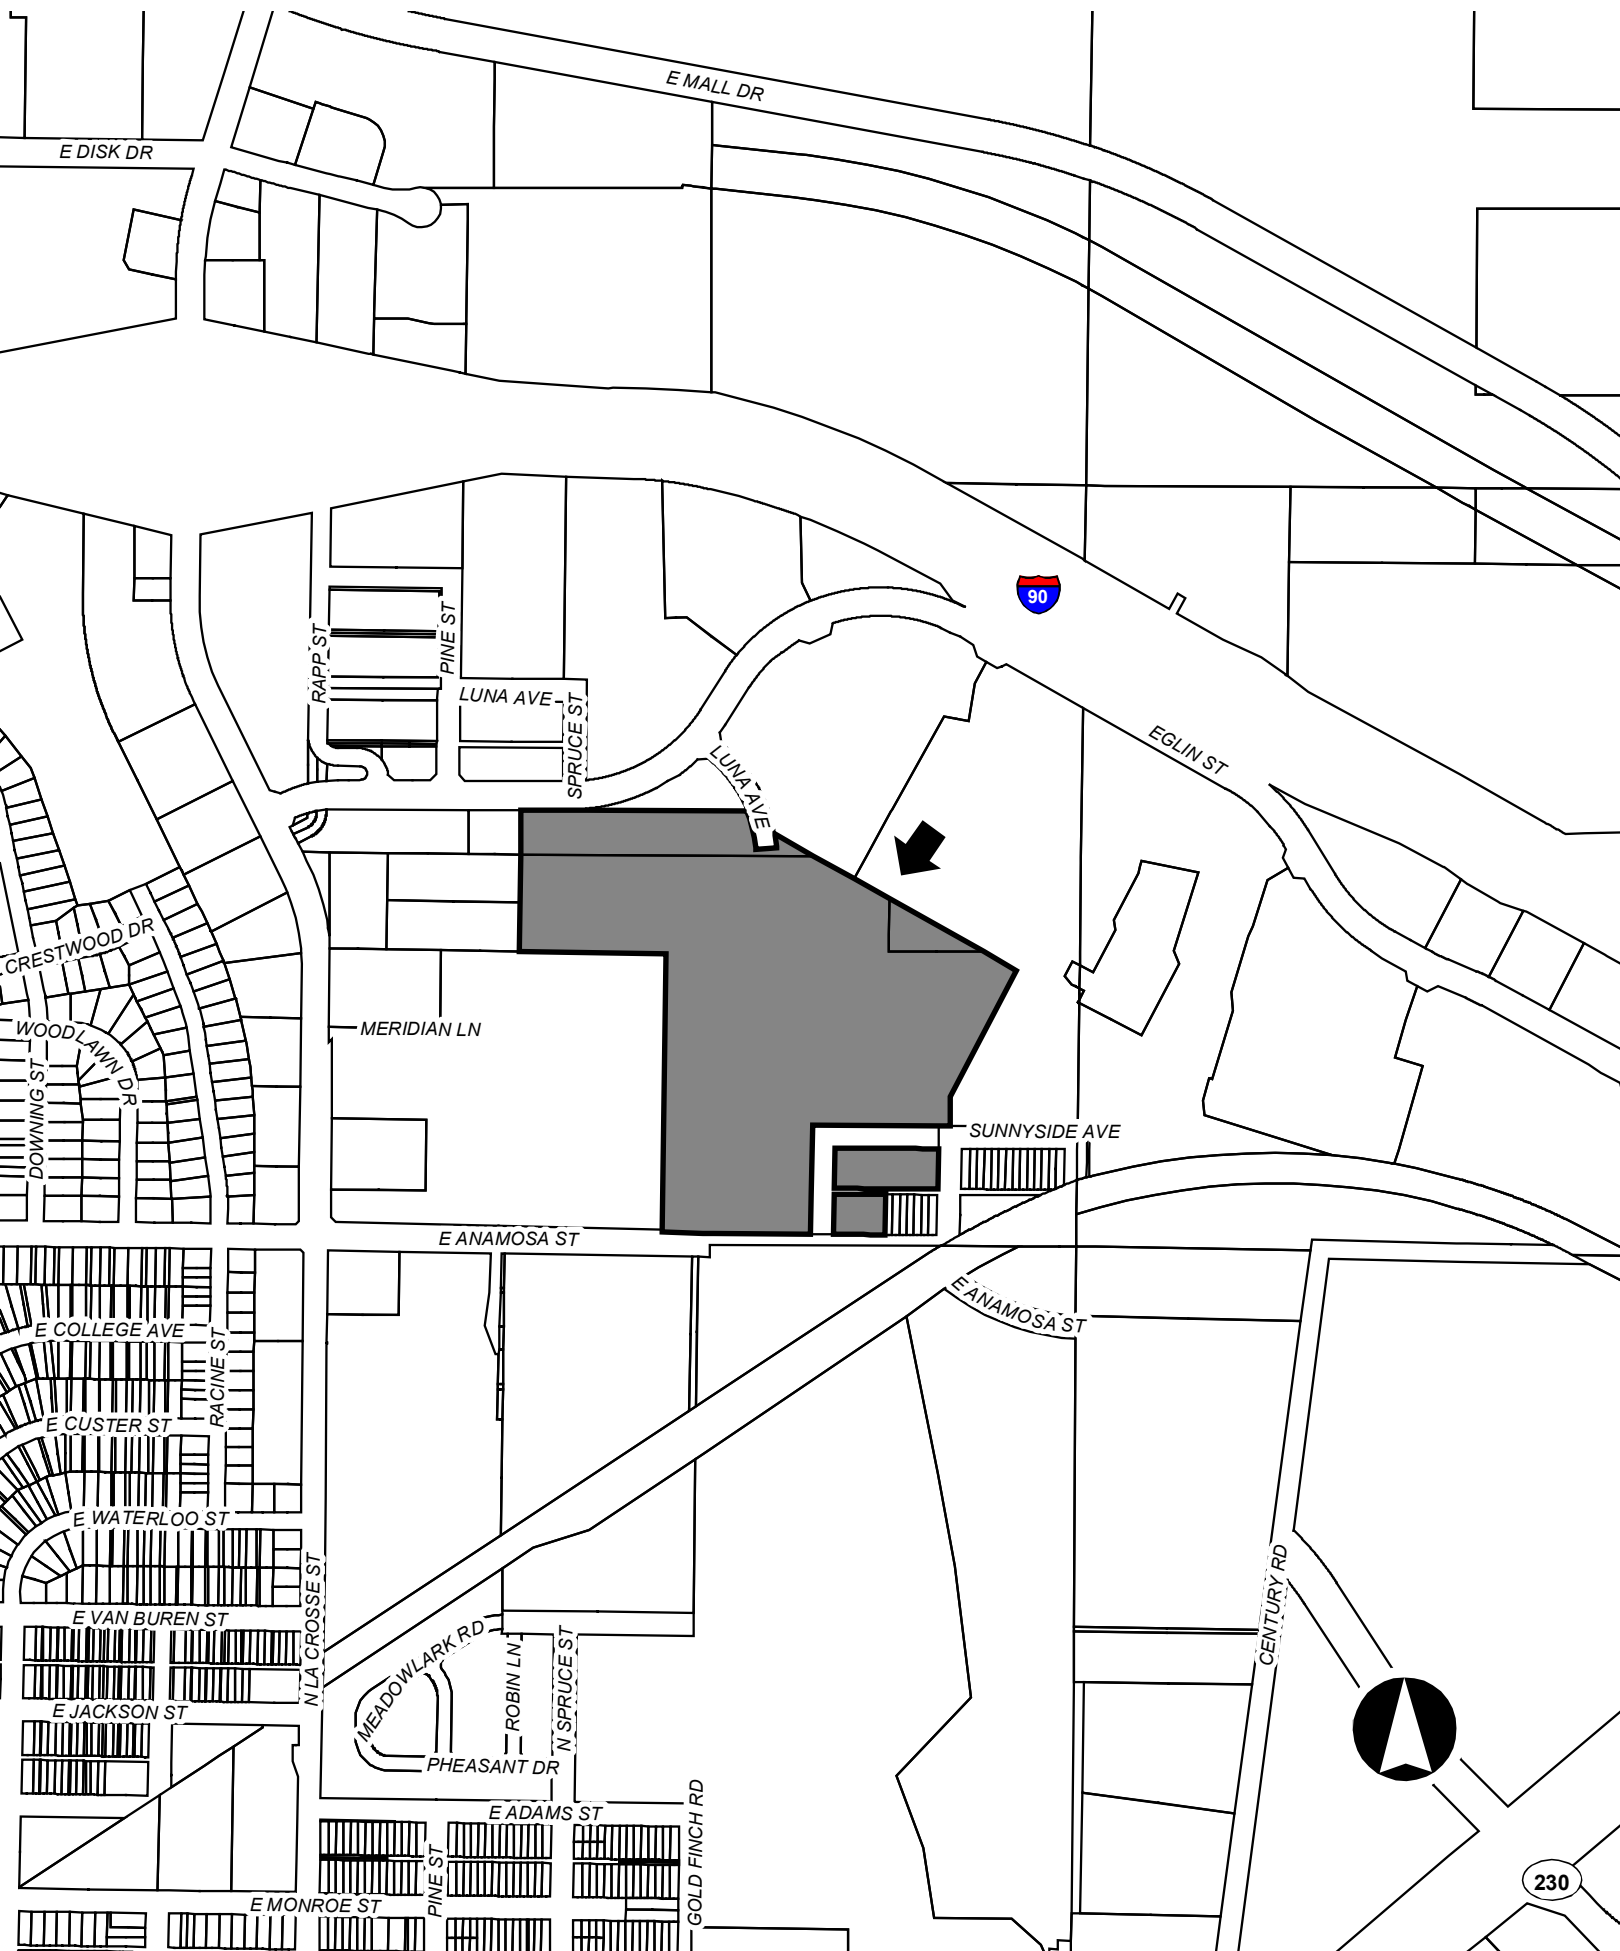 E MALL DR
E DISK DR
90
RAPP ST
PINE ST
LUNA AVE
SPRUCE ST
LUNA AVE
EGLIN ST
CRESTWOOD DR
WOODLAWN DR
MERIDIAN LN
DOWNING ST
SUNNYSIDE AVE
E ANAMOSA ST
E ANAMOSA ST
E COLLEGE AVE
RACINE ST
E CUSTER ST
E WATERLOO ST
N LA CROSSE ST
CENTURY RD
E VAN BUREN ST
MEADOWLARK RD
ROBIN LN
N SPRUCE ST
E JACKSON ST
PHEASANT DR
E ADAMS ST
GOLD FINCH RD
PINE ST
230
E MONROE ST